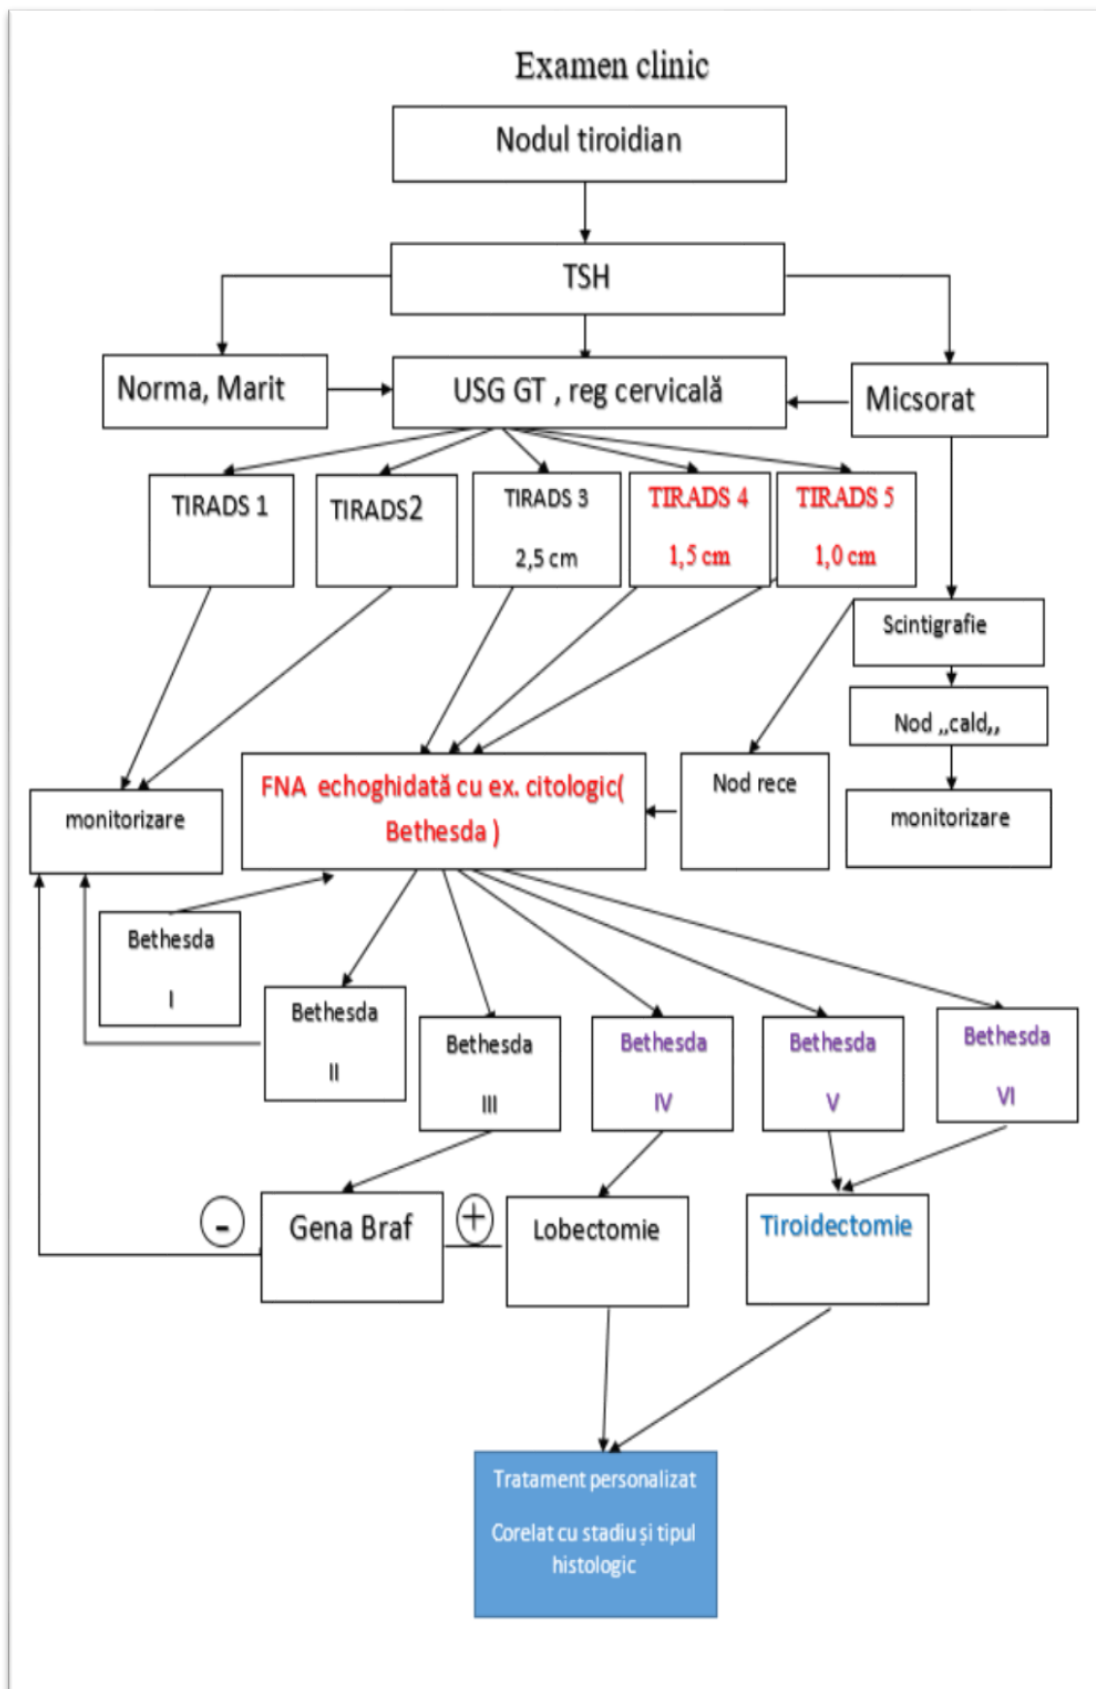 Examen clinic
Nodul tiroidian
TSH
Norma, Marit
USG GT , reg cervicală
Micsorat
TIRADS 1
TIRADS2
TIRADS 3
2,5 cm
TIRADS 4
1,5 cm
TIRADS 5
1,0 cm
Scintigrafie
Nod „cald„
FNA echoghidată cu ex. citologic(
Bethesda )
Nod rece
monitorizare
monitorizare
Bethesda
I
Bethesda
II
Bethesda
III
Bethesda
IV
Bethesda
V
Bethesda
VI
-
Gena Braf
+
Lobectomie
Tiroidectomie
Tratament personalizat
Corelat cu stadiu și tipul
histologic